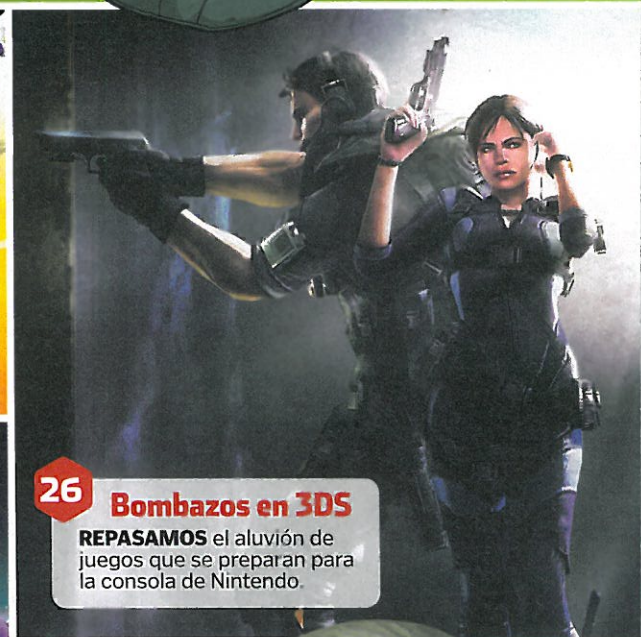 26
Bombazos en 3DS
REPASAMOS el aluvión de
juegos que se preparan para
la consola de Nintendo.